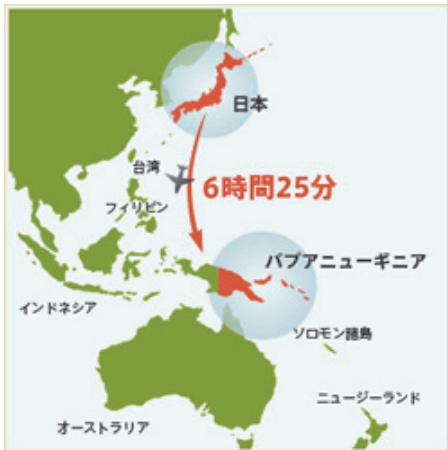 日本
台湾
6時間25分
フィリピン
パプアニューギニア
インドネシア
ソロモン諸島
ニュージーランド
オーストラリア